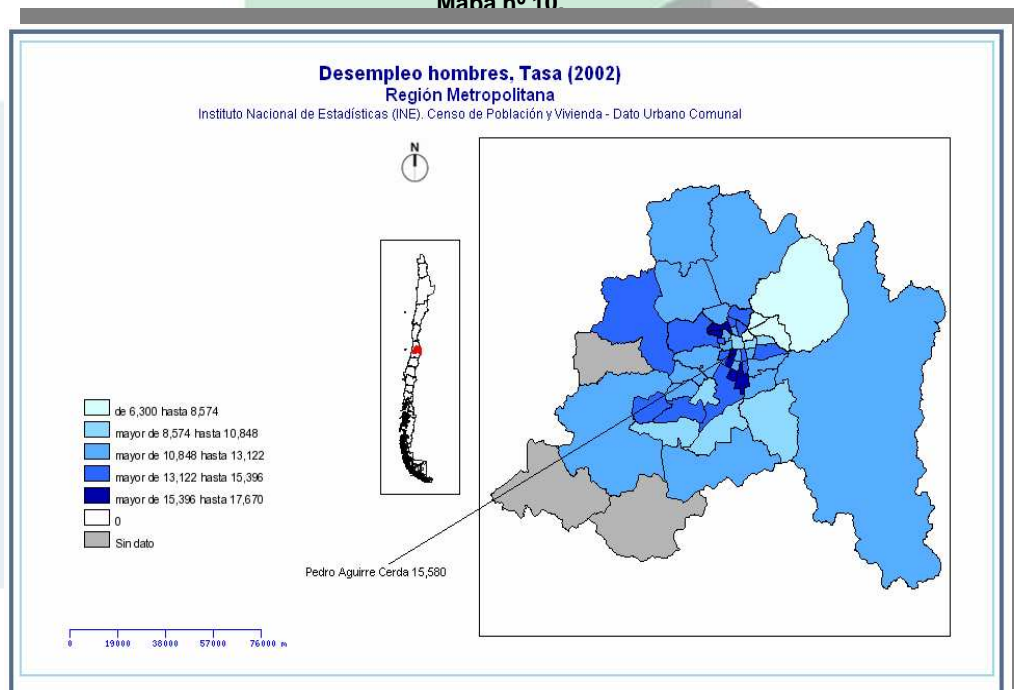 Mapa nº 10.
Desempleo hombres, Tasa (2002)
Región Metropolitana
Instituto Nacional de Estadísticas (INE). Censo de Población y Vivienda - Dato Urbano Comunal
N
de 6,300 hasta 8,574
mayor de 8,574 hasta 10,848
mayor de 10,848 hasta 13,122
mayor de 13,122 hasta 15,396
mayor de 15,396 hasta 17,670
0
Sin dato
Pedro Aguirre Cerda 15,580
0 19000 38000 57000 76000 m